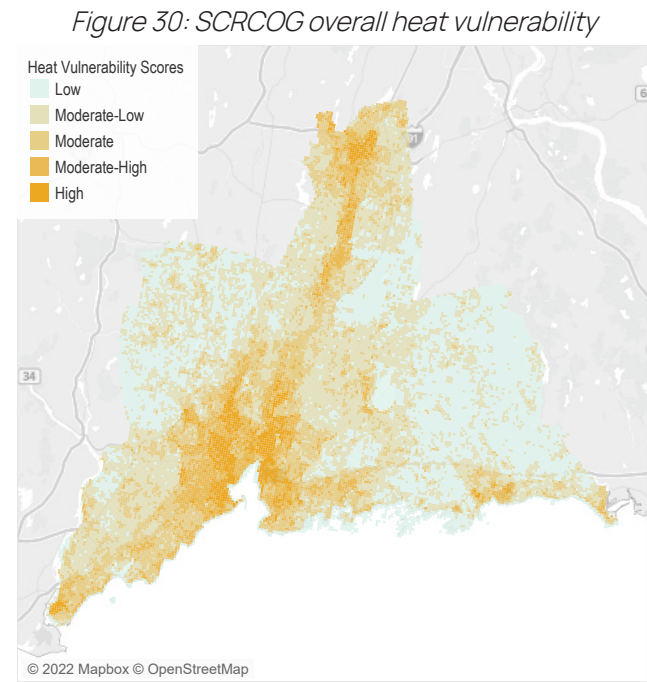 Figure 30: SCRCOG overall heat vulnerability
Heat Vulnerability Scores
Low
Moderate-Low
Moderate
Moderate-High
High
34
© 2022 Mapbox © OpenStreetMap